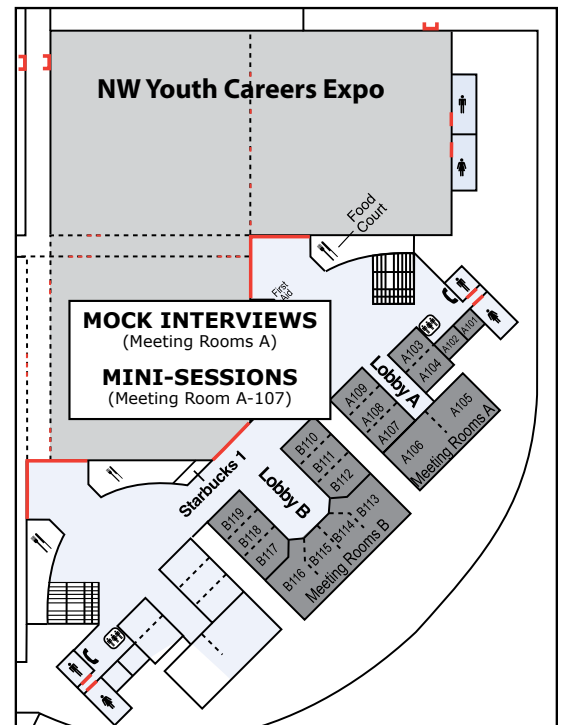 NW Youth Careers Expo
Food
Court
First
Aid
MOCK INTERVIEWS
(Meeting Rooms A)
MINI-SESSIONS
(Meeting Room A-107)
A101
A102
A103
A104
Lobby A
A109
A108
A107
A105
A106
Meeting Rooms A
B110
B111
B112
Starbucks 1
Lobby B
B119
B118
B117
B113
B114
B115
B116
Meeting Rooms B